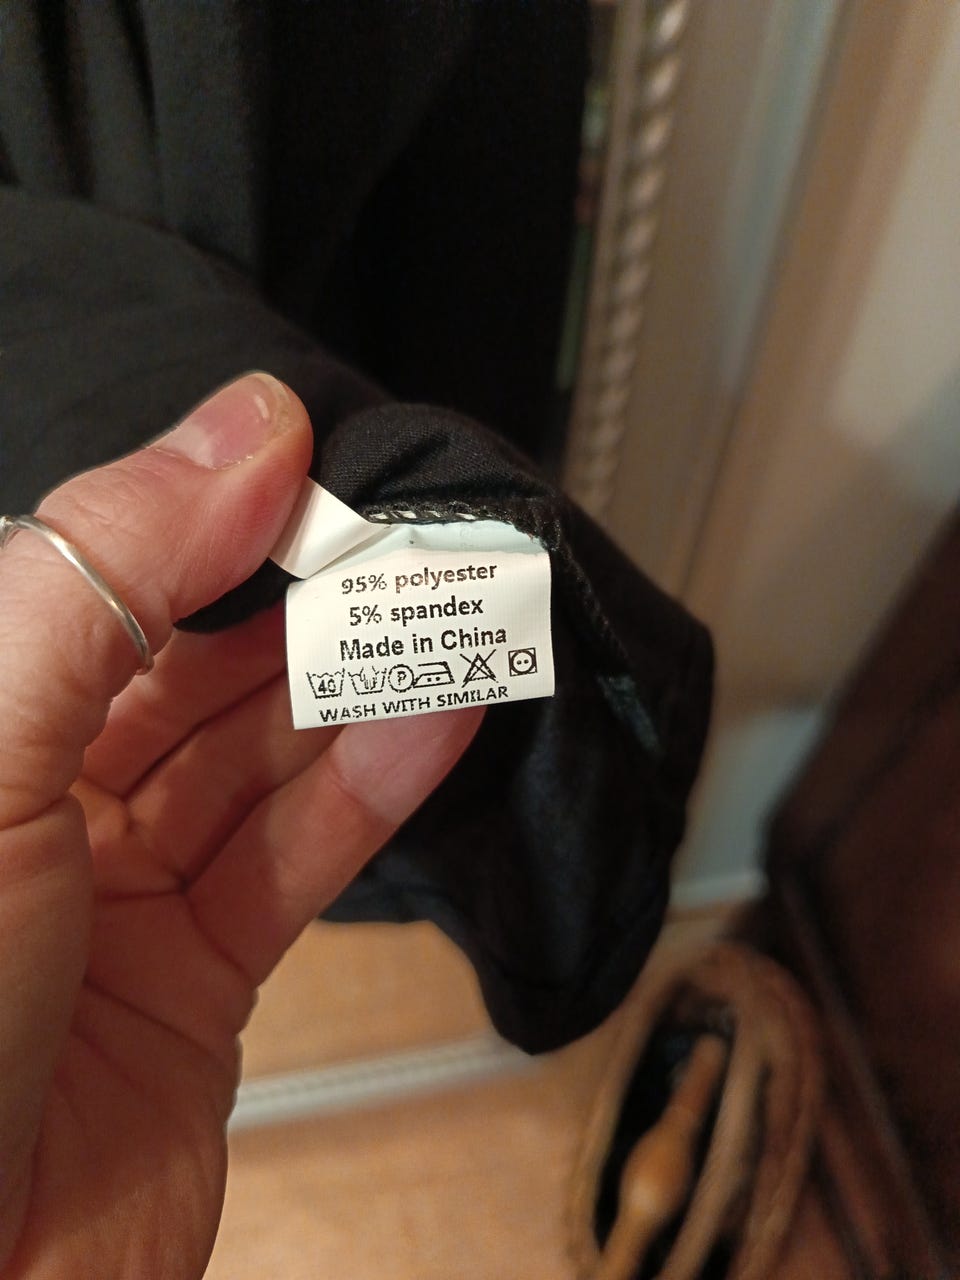 95% polyester
5% spandex
Made in China
40 P
WASH WITH SIMILAR